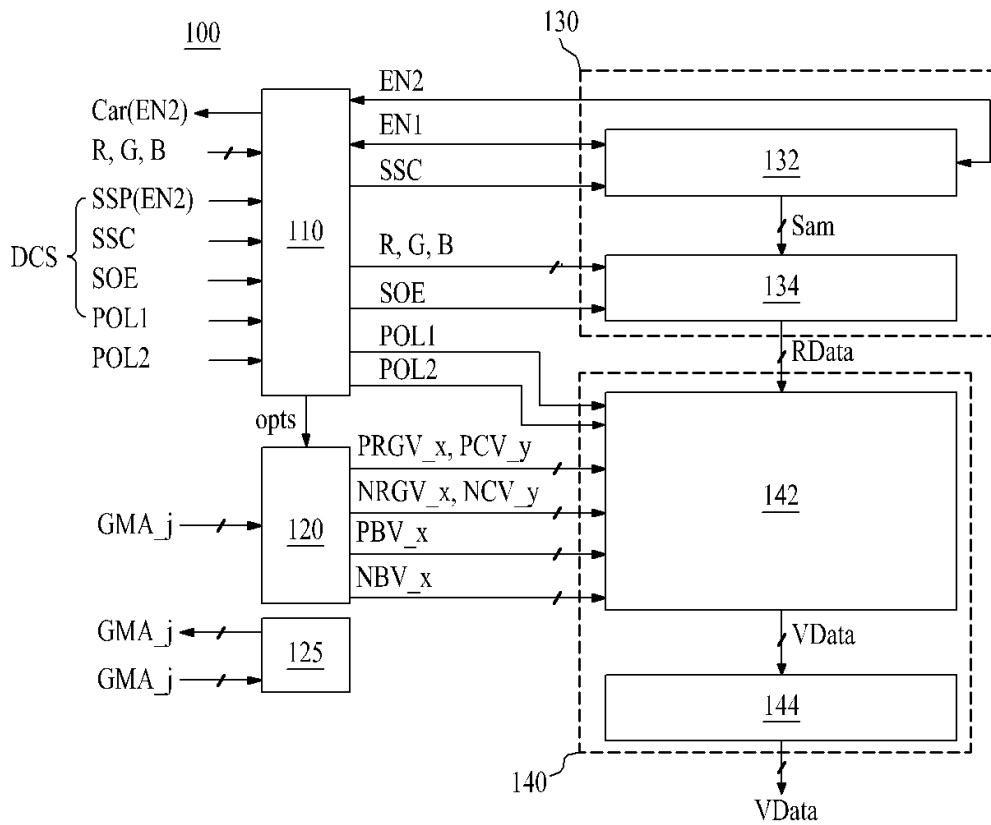 100
130
Car(EN2)
R, G, B
SSP(EN2)
SSC
SOE
POL1
POL2
DCS
110
EN2
EN1
SSC
R, G, B
SOE
POL1
POL2
132
Sam
134
RData
opts
GMA_j
120
PRGV_x, PCV_y
NRGV_x, NCV_y
PBV_x
NBV_x
142
GMA_j
GMA_j
125
VData
144
140
VData